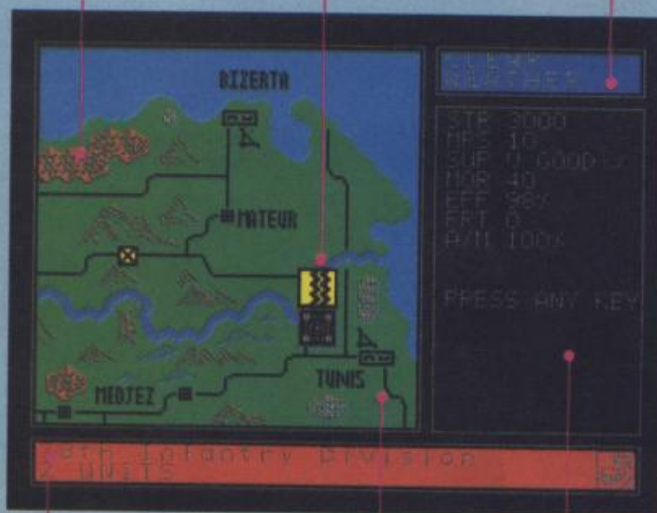 BIZERTA
MATEUR
MEDJEZ
TUNIS
CLEAR
WEATHER
STR 3000
MPS 10
SUP V GOOD
MOR 40
EFF 98%
FRT 0
A/M 100%
PRESS ANY KEY
Infantry Division
2 UNITS